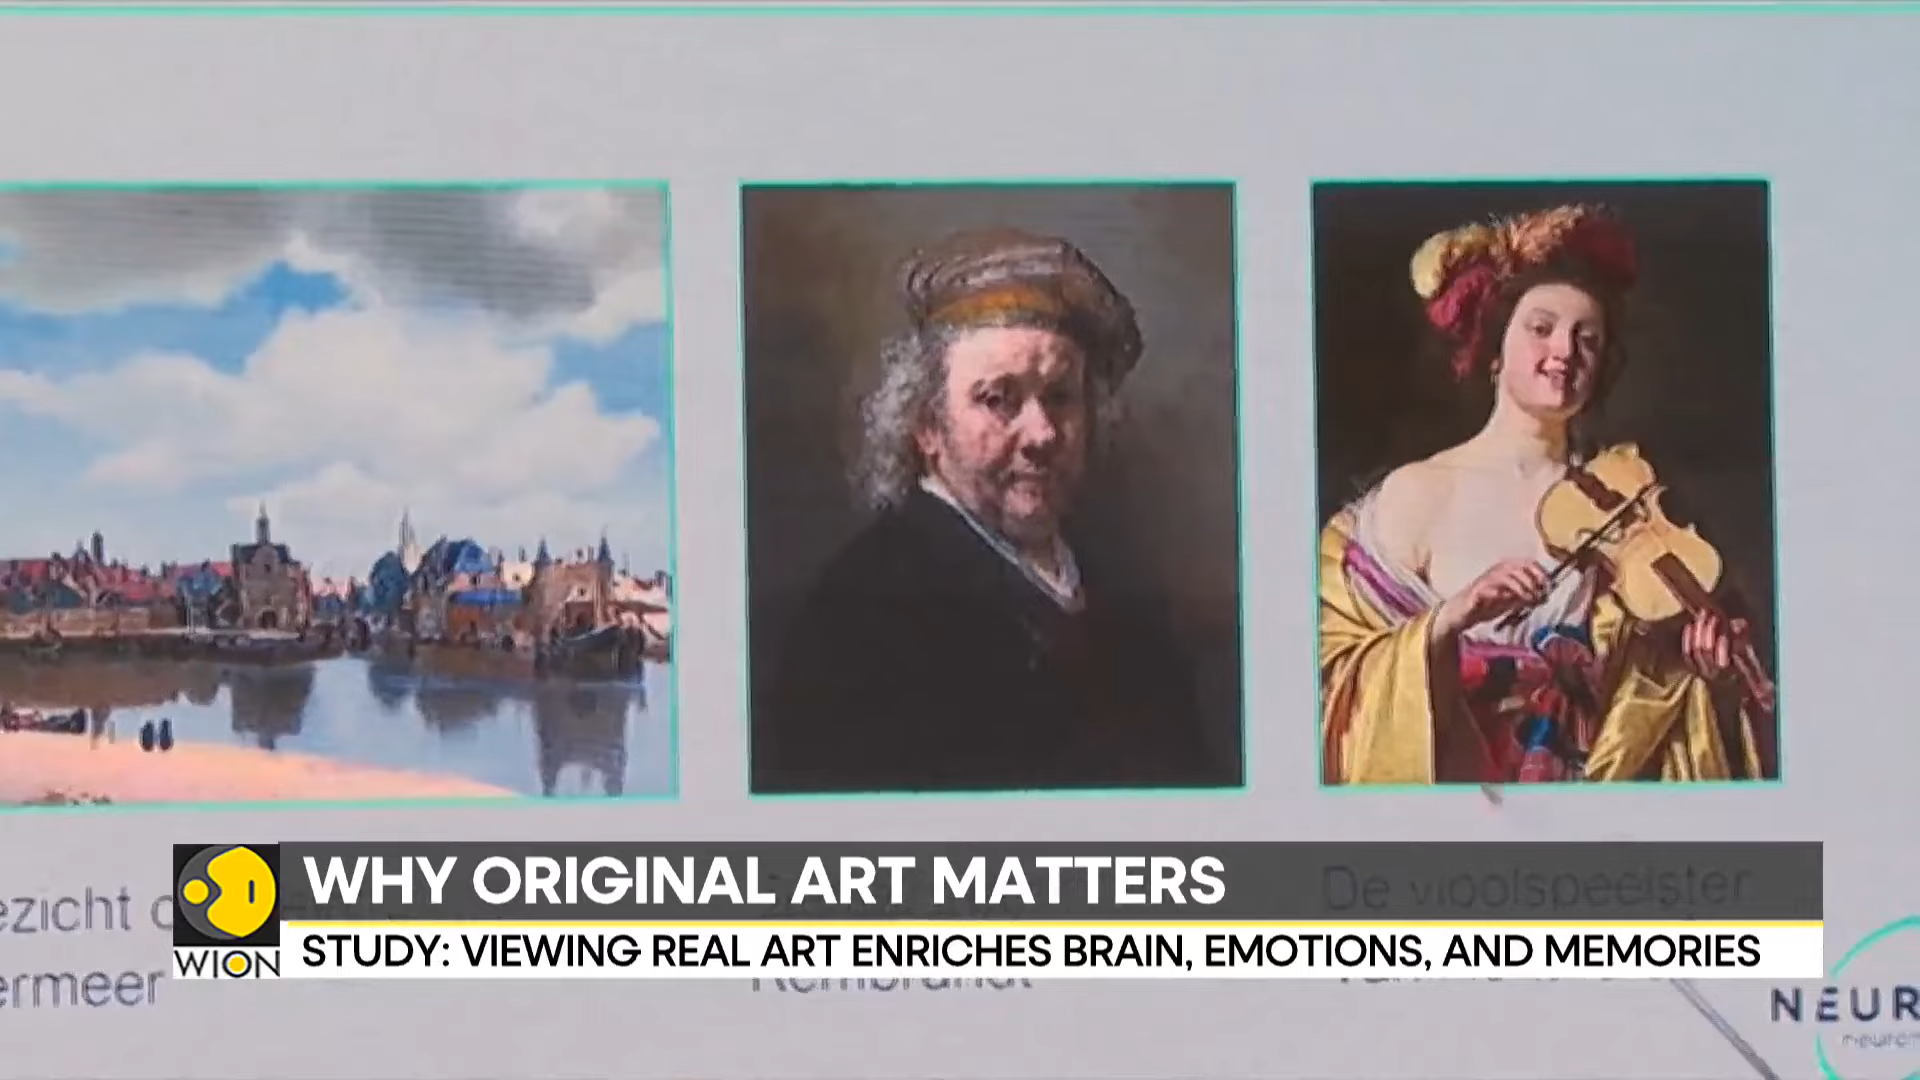 WHY ORIGINAL ART MATTERS
De vioolspeelster
ezicht o
STUDY: VIEWING REAL ART ENRICHES BRAIN, EMOTIONS, AND MEMORIES
WION
ermeer
Rembrandt
NEUR